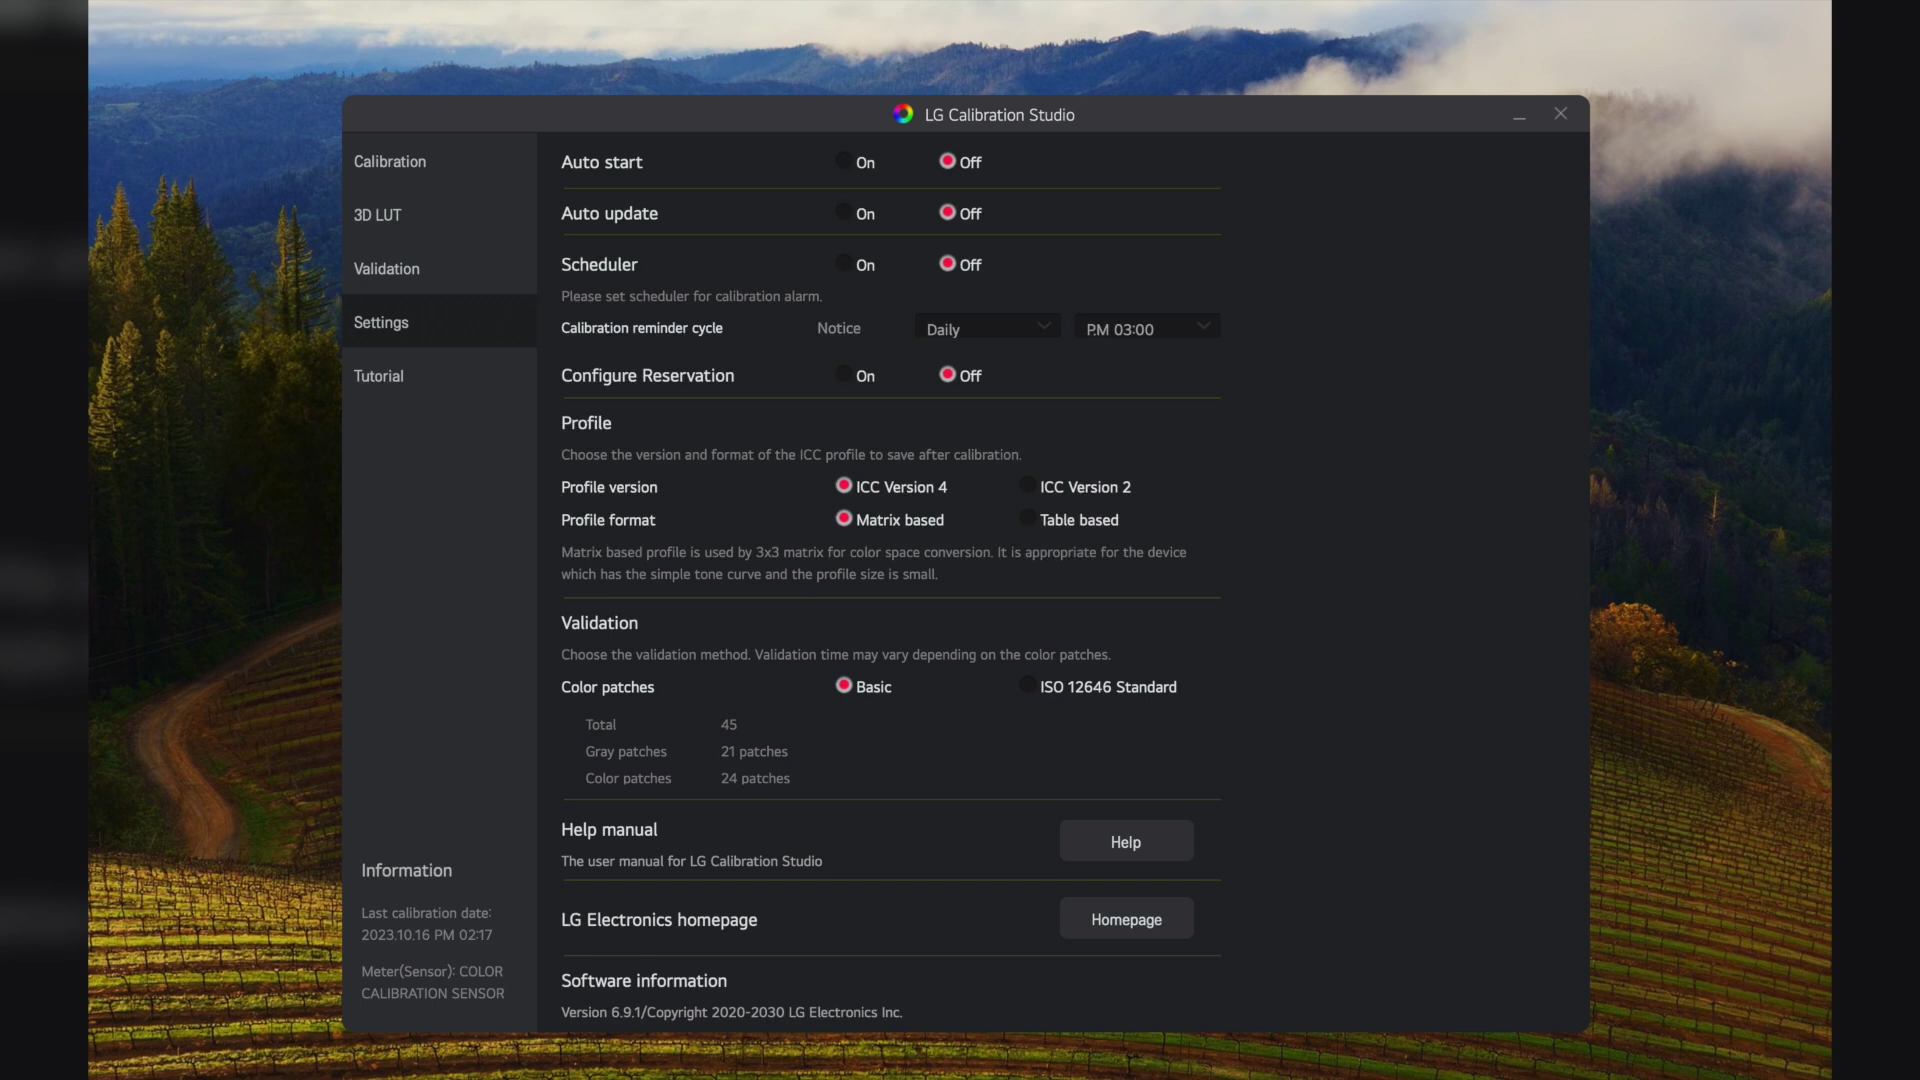 LG Calibration Studio
Calibration
3D LUT
Validation
Settings
Tutorial
Information
Last calibration date:
2023.10.16 PM 02:17
Meter(Sensor): COLOR
CALIBRATION SENSOR
Auto start On Off
Auto update On Off
Scheduler On Off
Please set scheduler for calibration alarm.
Calibration reminder cycle Notice Daily P.M 03:00
Configure Reservation On Off
Profile
Choose the version and format of the ICC profile to save after calibration.
Profile version ICC Version 4 ICC Version 2
Profile format Matrix based Table based
Matrix based profile is used by 3x3 matrix for color space conversion. It is appropriate for the device
which has the simple tone curve and the profile size is small.
Validation
Choose the validation method. Validation time may vary depending on the color patches.
Color patches Basic ISO 12646 Standard
Total 45
Gray patches 21 patches
Color patches 24 patches
Help manual
Help
The user manual for LG Calibration Studio
LG Electronics homepage Homepage
Software information
Version 6.9.1/Copyright 2020-2030 LG Electronics Inc.